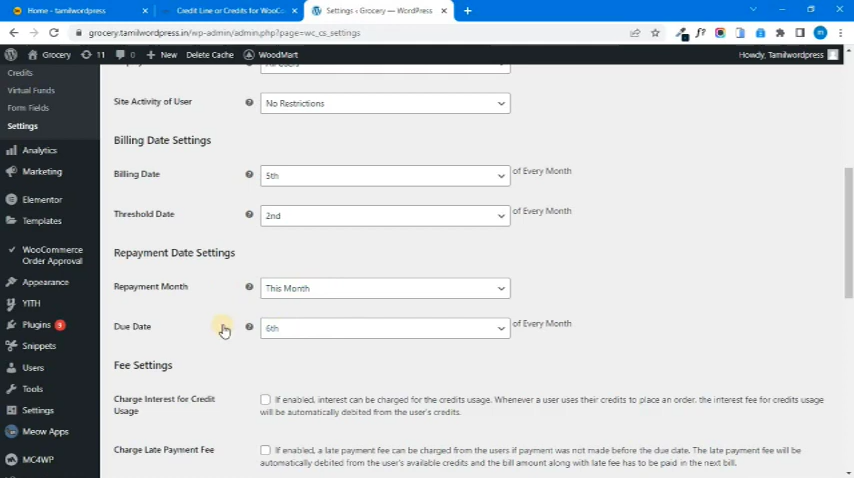 Home - tamilwordpress
Credit Line or Credits for WooCo
Settings ‹ Grocery — WordPress
grocery.tamilwordpress.in/wp-admin/admin.php?page=wc_cs_settings
Grocery
11
0
New
Delete Cache
WoodMart
Howdy, Tamilwordpress
Credits
Virtual Funds
Form Fields
Settings
Analytics
Marketing
Elementor
Templates
WooCommerce
Order Approval
Appearance
YITH
Plugins 3
Snippets
Users
Tools
Settings
Meow Apps
MC4WP
Site Activity of User
No Restrictions
Billing Date Settings
Billing Date
5th
of Every Month
Threshold Date
2nd
of Every Month
Repayment Date Settings
Repayment Month
This Month
Due Date
6th
of Every Month
Fee Settings
Charge Interest for Credit
Usage
If enabled, interest can be charged for the credits usage. Whenever a user uses their credits to place an order, the interest fee for credits usage
will be automatically debited from the user's credits.
Charge Late Payment Fee
If enabled, a late payment fee can be charged from the users if payment was not made before the due date. The late payment fee will be
automatically debited from the user's available credits and the bill amount along with late fee has to be paid in the next bill.